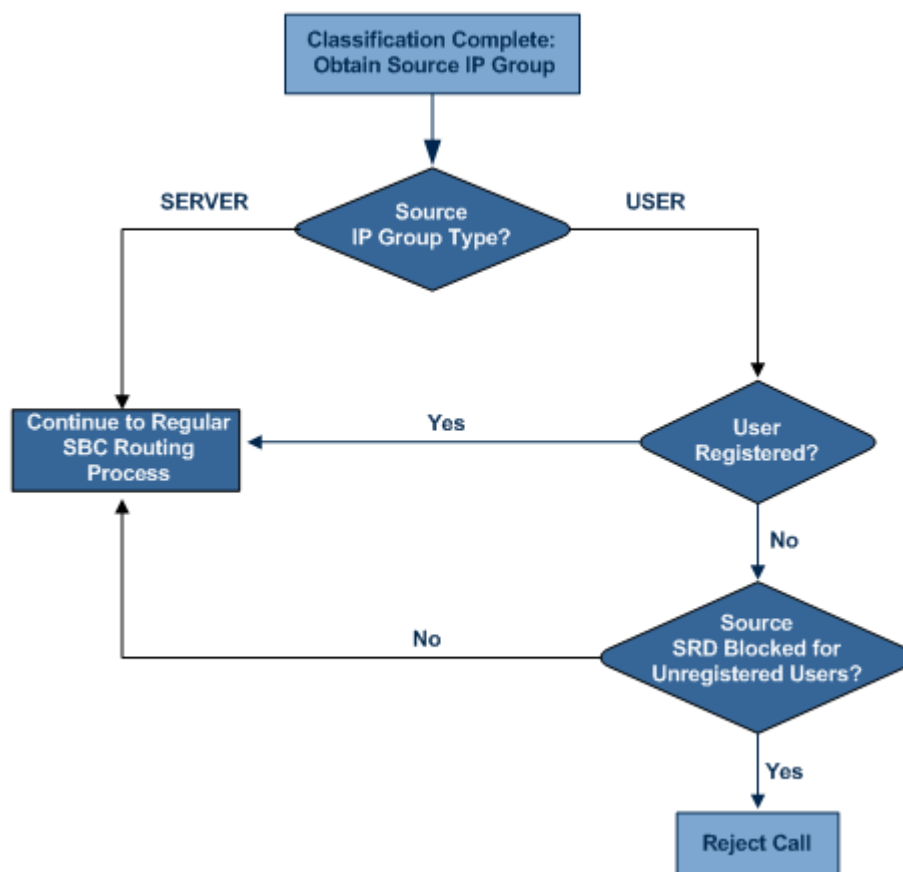 Classification Complete:
Obtain Source IP Group
SERVER
Source
IP Group Type?
USER
Continue to Regular
SBC Routing
Process
Yes
User
Registered?
No
No
Source
SRD Blocked for
Unregistered Users?
Yes
Reject Call